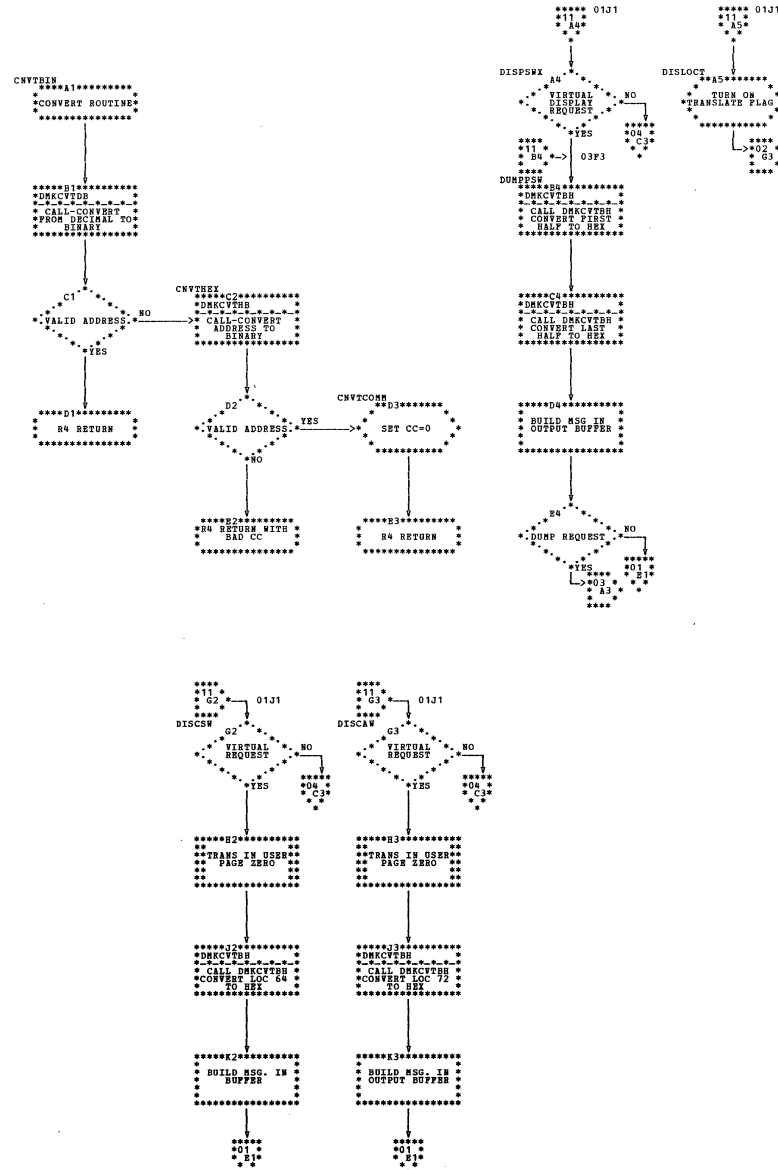 CNVTBIN
A1
CONVERT ROUTINE
B1
DMKCVTDB
CALL-CONVERT
FROM DECIMAL TO
BINARY
C1
VALID ADDRESS
NO
YES
D1
R4 RETURN
CNVTHEX
C2
DMKCVTHB
CALL-CONVERT
ADDRESS TO
BINARY
D2
VALID ADDRESS
YES
NO
E2
R4 RETURN WITH
BAD CC
CNVTCOMM
D3
SET CC=0
E3
R4 RETURN
11
A4
01J1
DISPSWX
A4
VIRTUAL
DISPLAY
REQUEST
NO
YES
04
C3
11
B4
03F3
DUMPPSW
B4
DMKCVTBH
CALL DMKCVTBH
CONVERT FIRST
HALF TO HEX
C4
DMKCVTBH
CALL DMKCVTBH
CONVERT LAST
HALF TO HEX
D4
BUILD MSG IN
OUTPUT BUFFER
E4
DUMP REQUEST
NO
YES
01
E1
03
A3
11
A5
01J1
DISLOCT
A5
TURN ON
TRANSLATE FLAG
02
G3
11
G2
01J1
DISCSW
G2
VIRTUAL
REQUEST
NO
YES
04
C3
H2
TRANS IN USER
PAGE ZERO
J2
DMKCVTBH
CALL DMKCVTBH
CONVERT LOC 64
TO HEX
K2
BUILD MSG. IN
BUFFER
01
E1
11
G3
01J1
DISCAW
G3
VIRTUAL
REQUEST
NO
YES
04
C3
H3
TRANS IN USER
PAGE ZERO
J3
DMKCVTBH
CALL DMKCVTBH
CONVERT LOC 72
TO HEX
K3
BUILD MSG. IN
OUTPUT BUFFER
01
E1